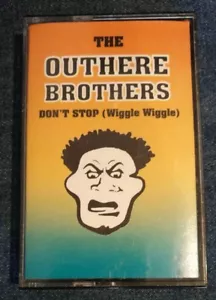 THE
OUTHERE
BROTHERS
DON'T STOP (Wiggle Wiggle)